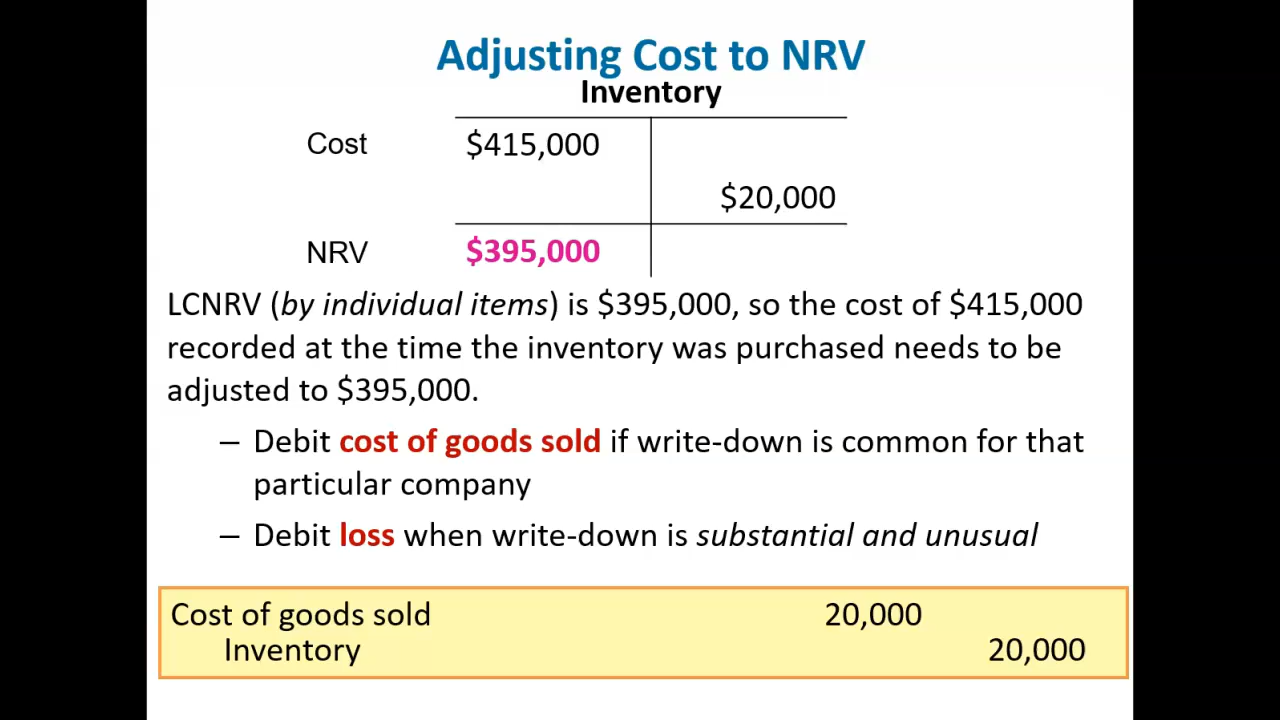 Adjusting Cost to NRV
Inventory
Cost $415,000
$20,000
NRV $395,000
LCNRV (by individual items) is $395,000, so the cost of $415,000
recorded at the time the inventory was purchased needs to be
adjusted to $395,000.
– Debit cost of goods sold if write-down is common for that
particular company
– Debit loss when write-down is substantial and unusual
Cost of goods sold 20,000
Inventory 20,000